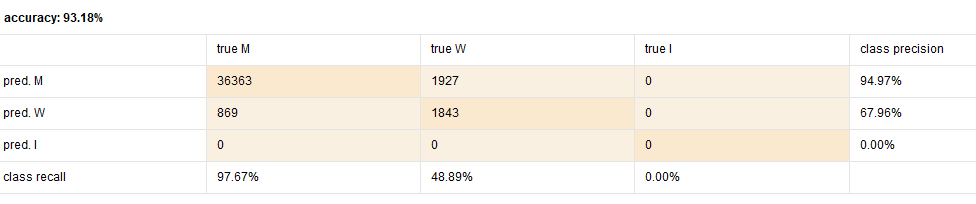 accuracy: 93.18%
true M true W true I class precision
pred. M 36363 1927 0 94.97%
pred. W 869 1843 0 67.96%
pred. I 0 0 0 0.00%
class recall 97.67% 48.89% 0.00%